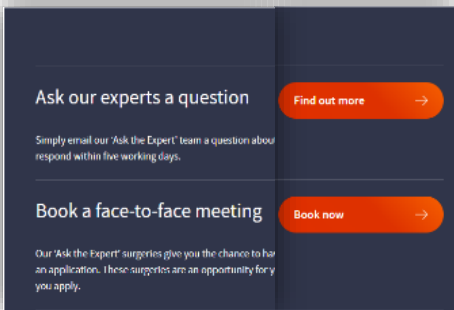 Ask our experts a question
Find out more
Simply email our 'Ask the Expert' team a question about
respond within five working days.
Book a face-to-face meeting
Book now
Our 'Ask the Expert' surgeries give you the chance to
an application. These surgeries are an opportunity for
you apply.